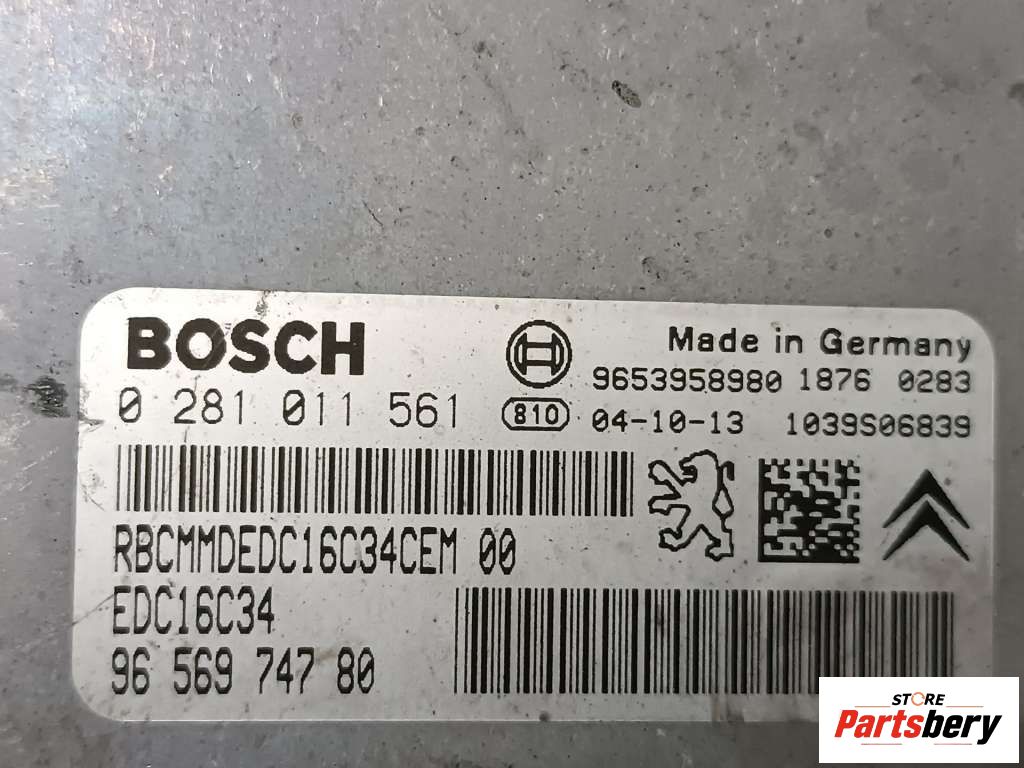 BOSCH
Made in Germany
9653958980 1876 0283
0 281 011 561
810 04-10-13 1039S06839
RBCMMDEDC16C34CEM 00
EDC16C34
96 569 747 80
STORE
Partsbery